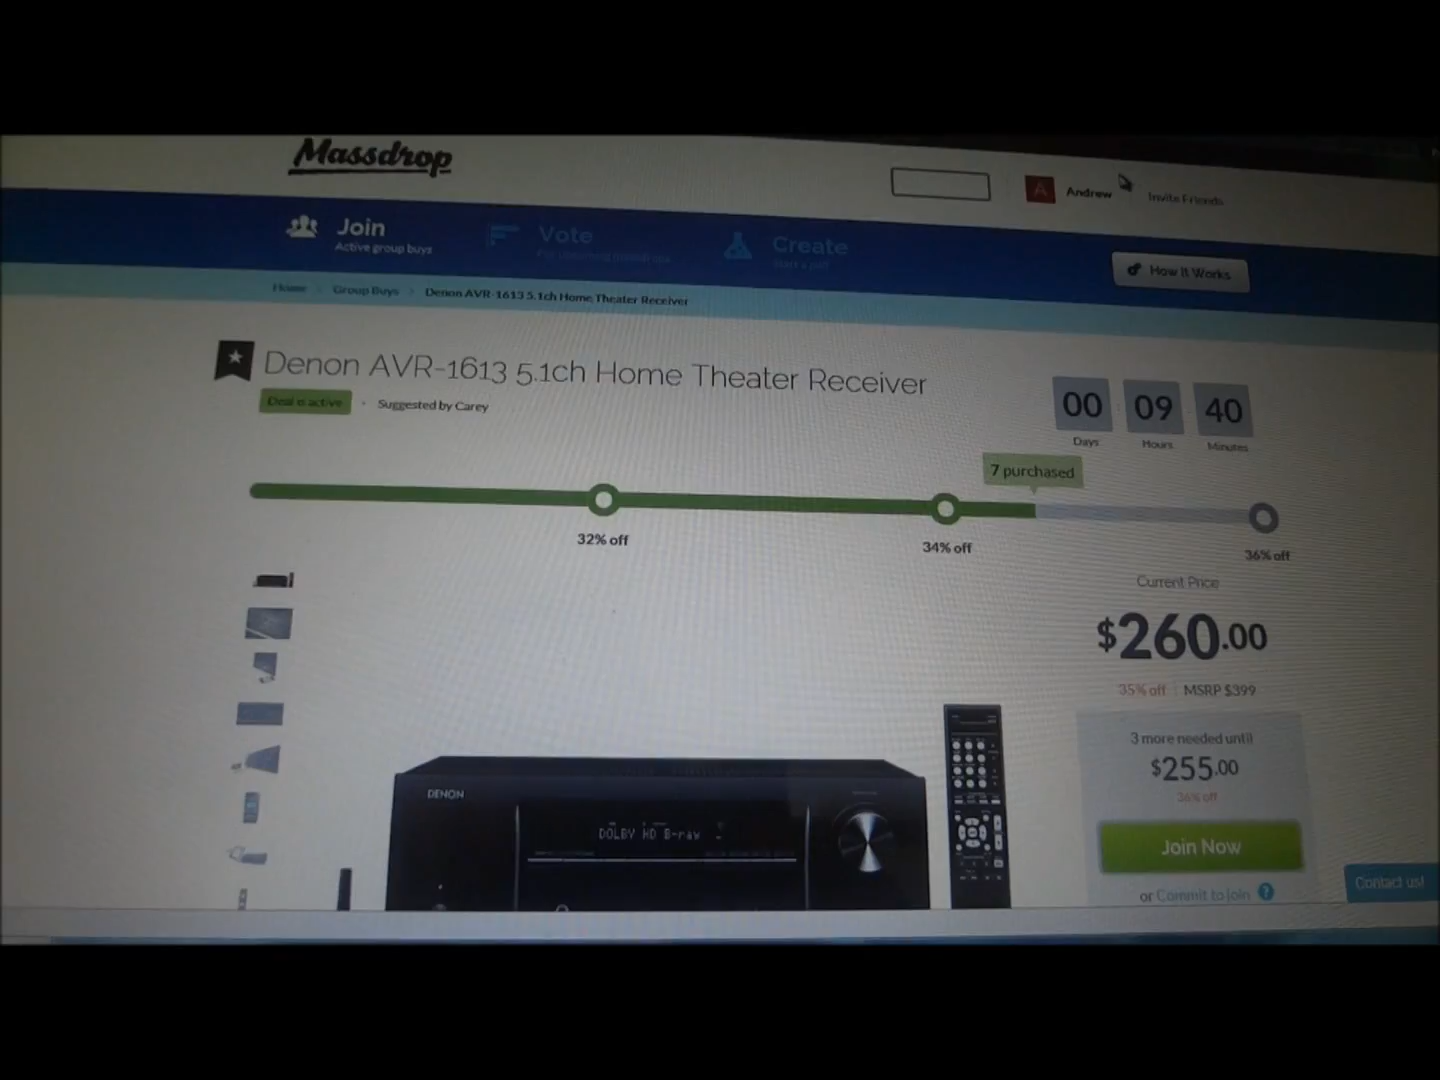 Massdrop
A
Andrew
Invite Friends
Join
Active group buys
Vote
Create
How it Works
Home
Group Buys
Denon AVR-1613 5.1ch Home Theater Receiver
Denon AVR-1613 5.1ch Home Theater Receiver
Deal is active
Suggested by Carey
00
09
40
Days
Hours
Minutes
7 purchased
32% off
34% off
36% off
Current Price
$260.00
35% off
MSRP $399
3 more needed until
$255.00
36% off
Join Now
or Commit to join ?
Contact us!
DENON
DOLBY HD B-raw